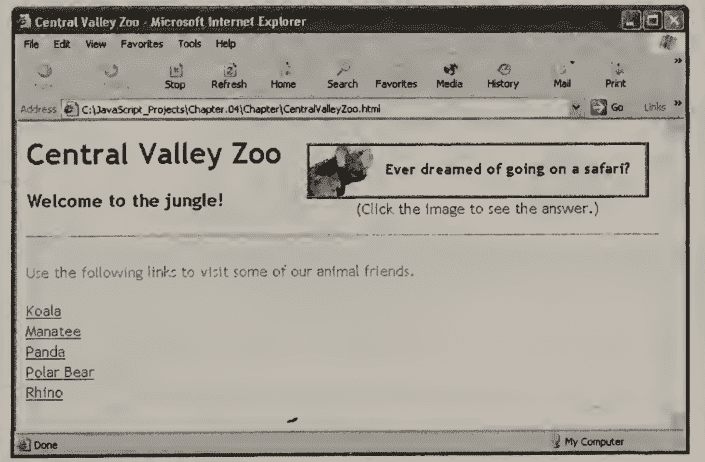 Central Valley Zoo - Microsoft Internet Explorer
File Edit View Favorites Tools Help
Stop Refresh Home Search Favorites Media History Mail Print
Address C:\JavaScript_Projects\Chapter.04\Chapter\CentralValleyZoo.html Go Links
Central Valley Zoo
Ever dreamed of going on a safari?
Welcome to the jungle!
(Click the image to see the answer.)
Use the following links to visit some of our animal friends.
Koala
Manatee
Panda
Polar Bear
Rhino
Done My Computer